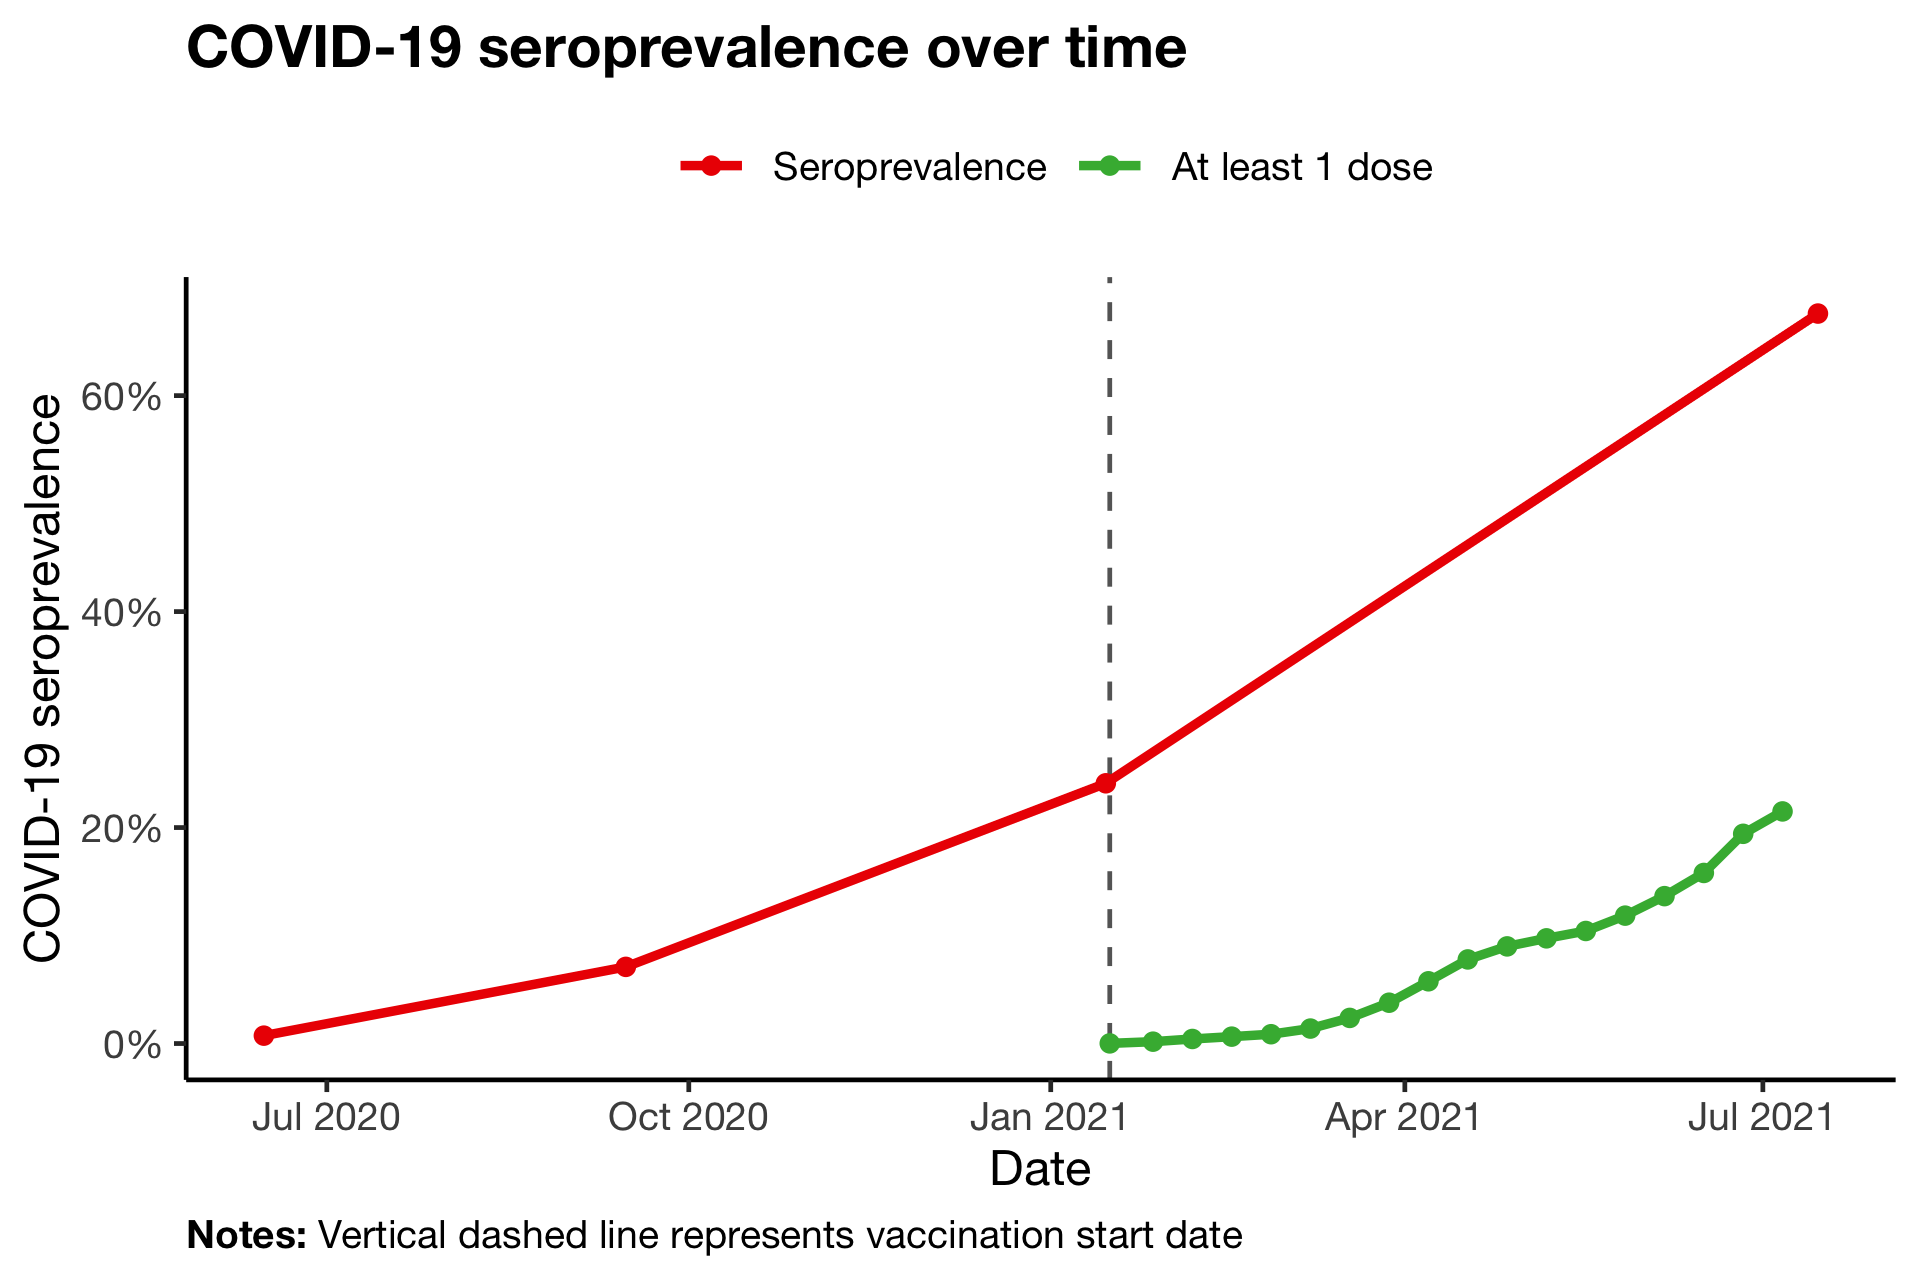 COVID-19 seroprevalence over time
Seroprevalence At least 1 dose
COVID-19 seroprevalence
60%
40%
20%
0%
Jul 2020 Oct 2020 Jan 2021 Apr 2021 Jul 2021
Date
Notes: Vertical dashed line represents vaccination start date